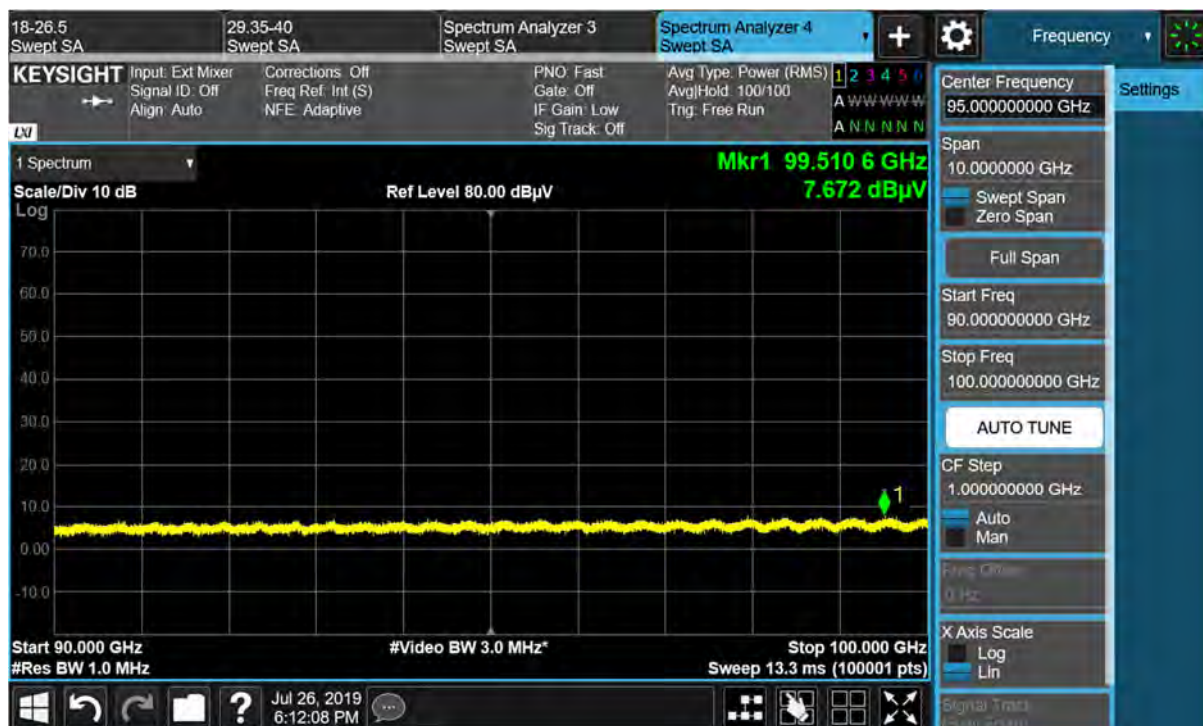 18-26.5
Swept SA
29.35-40
Swept SA
Spectrum Analyzer 3
Swept SA
Spectrum Analyzer 4
Swept SA
+
Frequency
KEYSIGHT
Input: Ext Mixer
Signal ID: Off
Align: Auto
Corrections: Off
Freq Ref: Int (S)
NFE: Adaptive
PNO: Fast
Gate: Off
IF Gain: Low
Sig Track: Off
Avg Type: Power (RMS)
Avg|Hold: 100/100
Trig: Free Run
1 2 3 4 5 6
A W W W W W
A N N N N N
LXI
1 Spectrum
Mkr1 99.510 6 GHz
Scale/Div 10 dB
Ref Level 80.00 dBµV
7.672 dBµV
Log
70.0
60.0
50.0
40.0
30.0
20.0
10.0
0.00
-10.0
1
Start 90.000 GHz
#Video BW 3.0 MHz*
Stop 100.000 GHz
#Res BW 1.0 MHz
Sweep 13.3 ms (100001 pts)
?
Jul 26, 2019
6:12:08 PM
Center Frequency
95.000000000 GHz
Settings
Span
10.0000000 GHz
Swept Span
Zero Span
Full Span
Start Freq
90.000000000 GHz
Stop Freq
100.000000000 GHz
AUTO TUNE
CF Step
1.000000000 GHz
Auto
Man
Freq Offset
0 Hz
X Axis Scale
Log
Lin
Signal Track